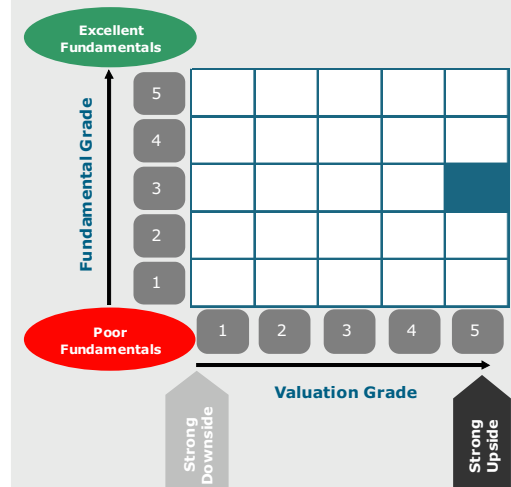 Excellent
Fundamentals
Fundamental Grade
5
4
3
2
1
Poor
Fundamentals
1
2
3
4
5
Valuation Grade
Strong
Downside
Strong
Upside